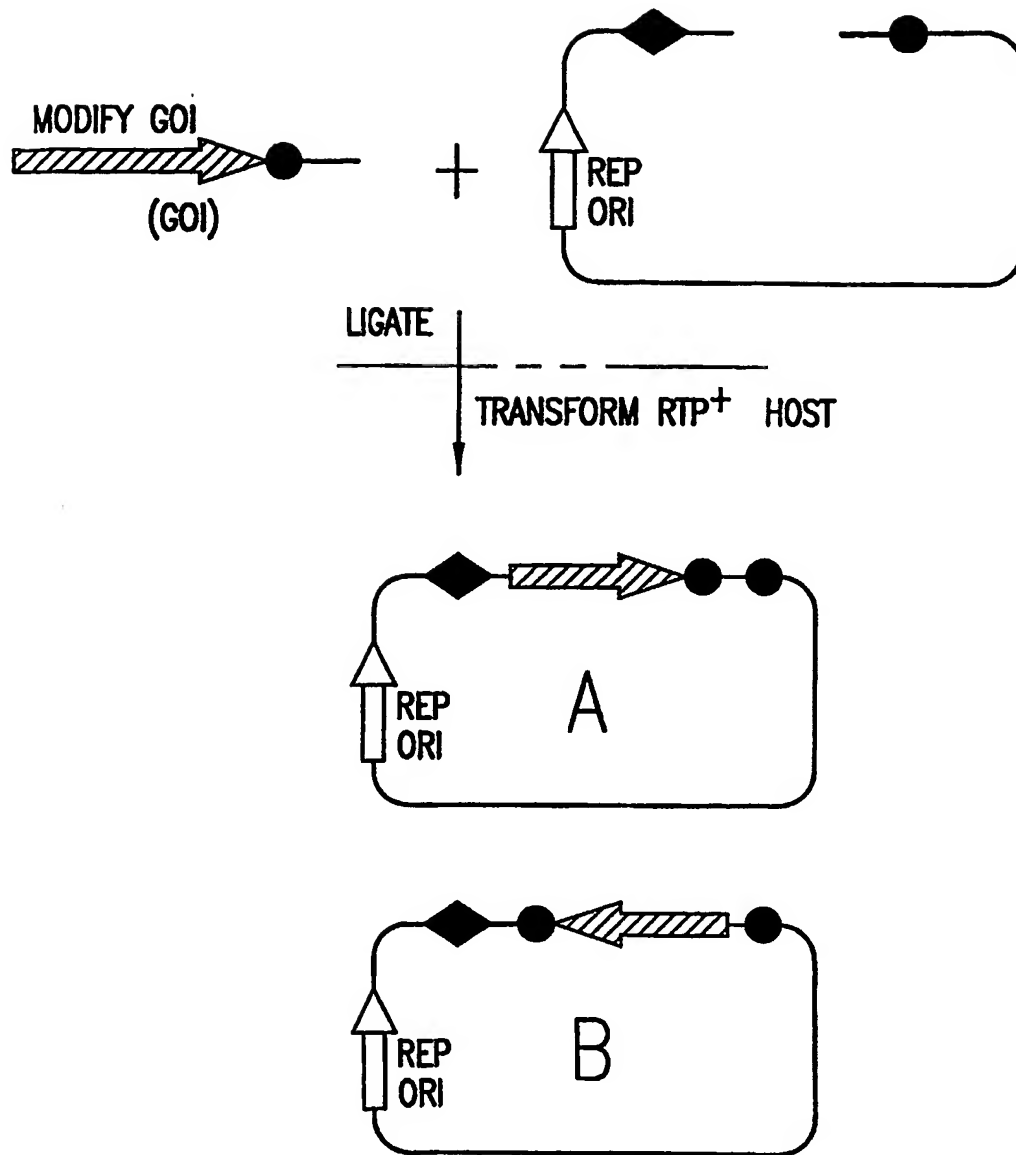 MODIFY GOI
(GOI)
+
REP
ORI
LIGATE
TRANSFORM RTP+ HOST
REP
ORI
A
REP
ORI
B